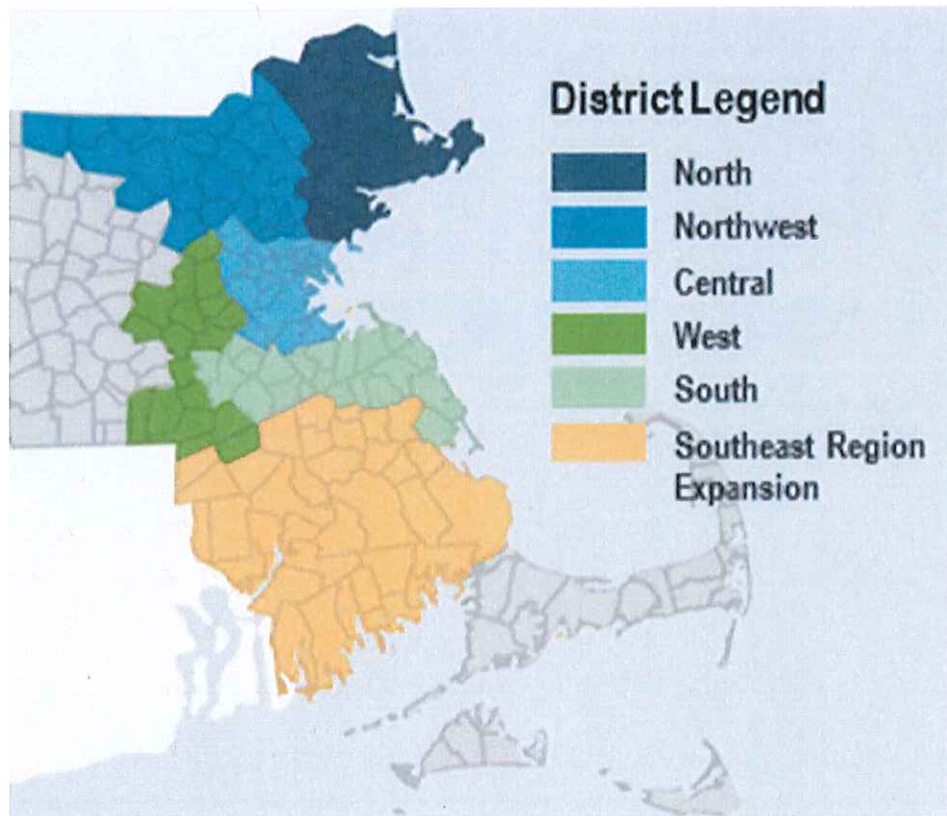 District Legend
North
Northwest
Central
West
South
Southeast Region
Expansion